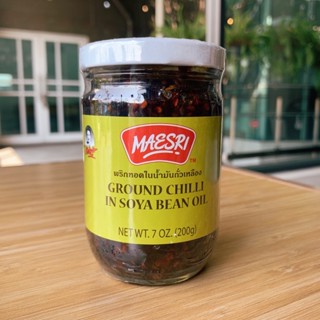 MAESRI
TM
พริกทอดในน้ำมันถั่วเหลือง
GROUND CHILLI
IN SOYA BEAN OIL
NET WT. 7 OZ. (200g)